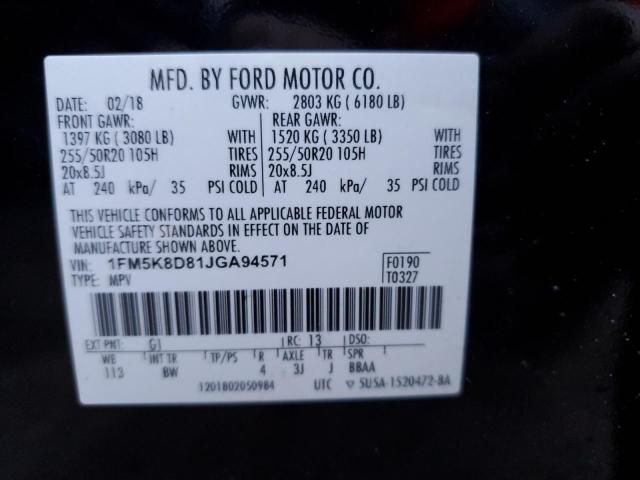 MFD. BY FORD MOTOR CO.
DATE: 02/18 GVWR: 2803 KG ( 6180 LB)
FRONT GAWR: REAR GAWR:
1397 KG ( 3080 LB) WITH 1520 KG ( 3350 LB) WITH
255/50R20 105H TIRES 255/50R20 105H TIRES
20x8.5J RIMS 20x8.5J RIMS
AT 240 kPa/ 35 PSI COLD AT 240 kPa/ 35 PSI COLD
THIS VEHICLE CONFORMS TO ALL APPLICABLE FEDERAL MOTOR
VEHICLE SAFETY STANDARDS IN EFFECT ON THE DATE OF
MANUFACTURE SHOWN ABOVE.
VIN: 1FM5K8D81JGA94571 F0190
TYPE: MPV T0327
EXT PNT: G1 RC: 13 DSO:
WB INT TR TP/PS R AXLE TR SPR
113 BW 4 3J J BBAA
1201802050984 UTC 5U5A-1520472-BA